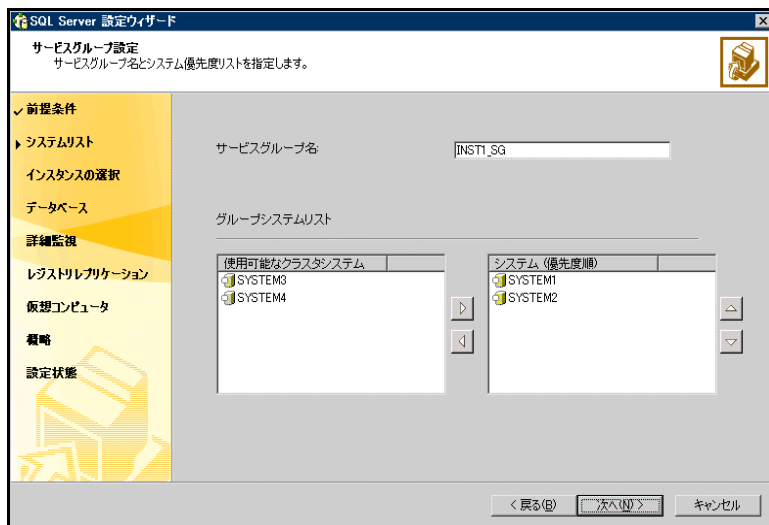 SQL Server 設定ウィザード
サービスグループ設定
サービスグループ名とシステム優先度リストを指定します。
前提条件
システムリスト
インスタンスの選択
データベース
詳細監視
レジストリレプリケーション
仮想コンピュータ
概略
設定状態
サービスグループ名:
INST1_SG
グループシステムリスト
使用可能なクラスタシステム
SYSTEM3
SYSTEM4
システム (優先度順)
SYSTEM1
SYSTEM2
< 戻る(B)
次へ(N) >
キャンセル